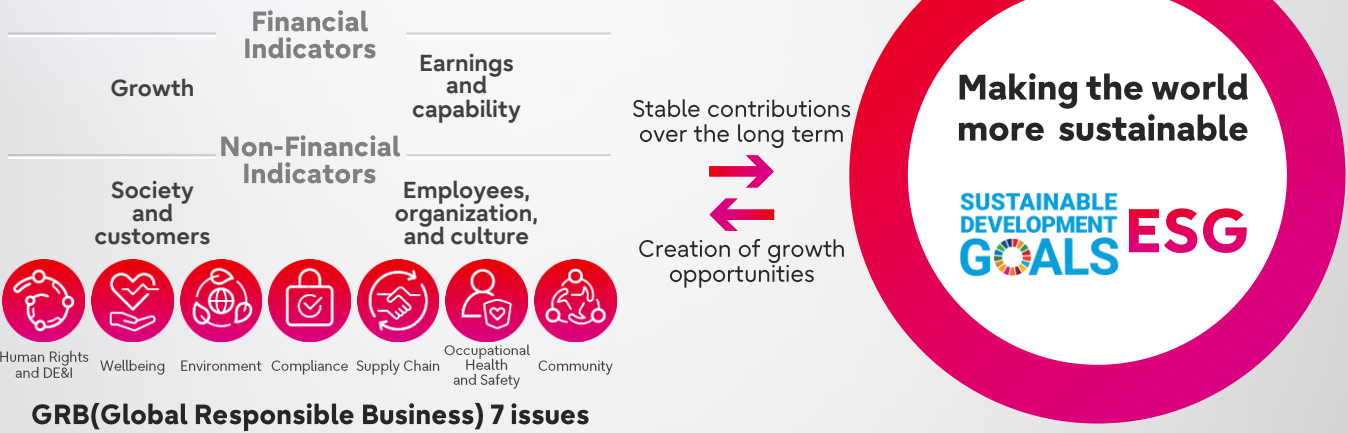 Financial
Indicators
Growth
Earnings
and
capability
Non-Financial
Indicators
Society
and
customers
Employees,
organization,
and culture
Human Rights
and DE&I
Wellbeing
Environment
Compliance
Supply Chain
Occupational
Health
and Safety
Community
GRB(Global Responsible Business) 7 issues
Stable contributions
over the long term
Creation of growth
opportunities
Making the world
more sustainable
SUSTAINABLE
DEVELOPMENT
GOALS
ESG